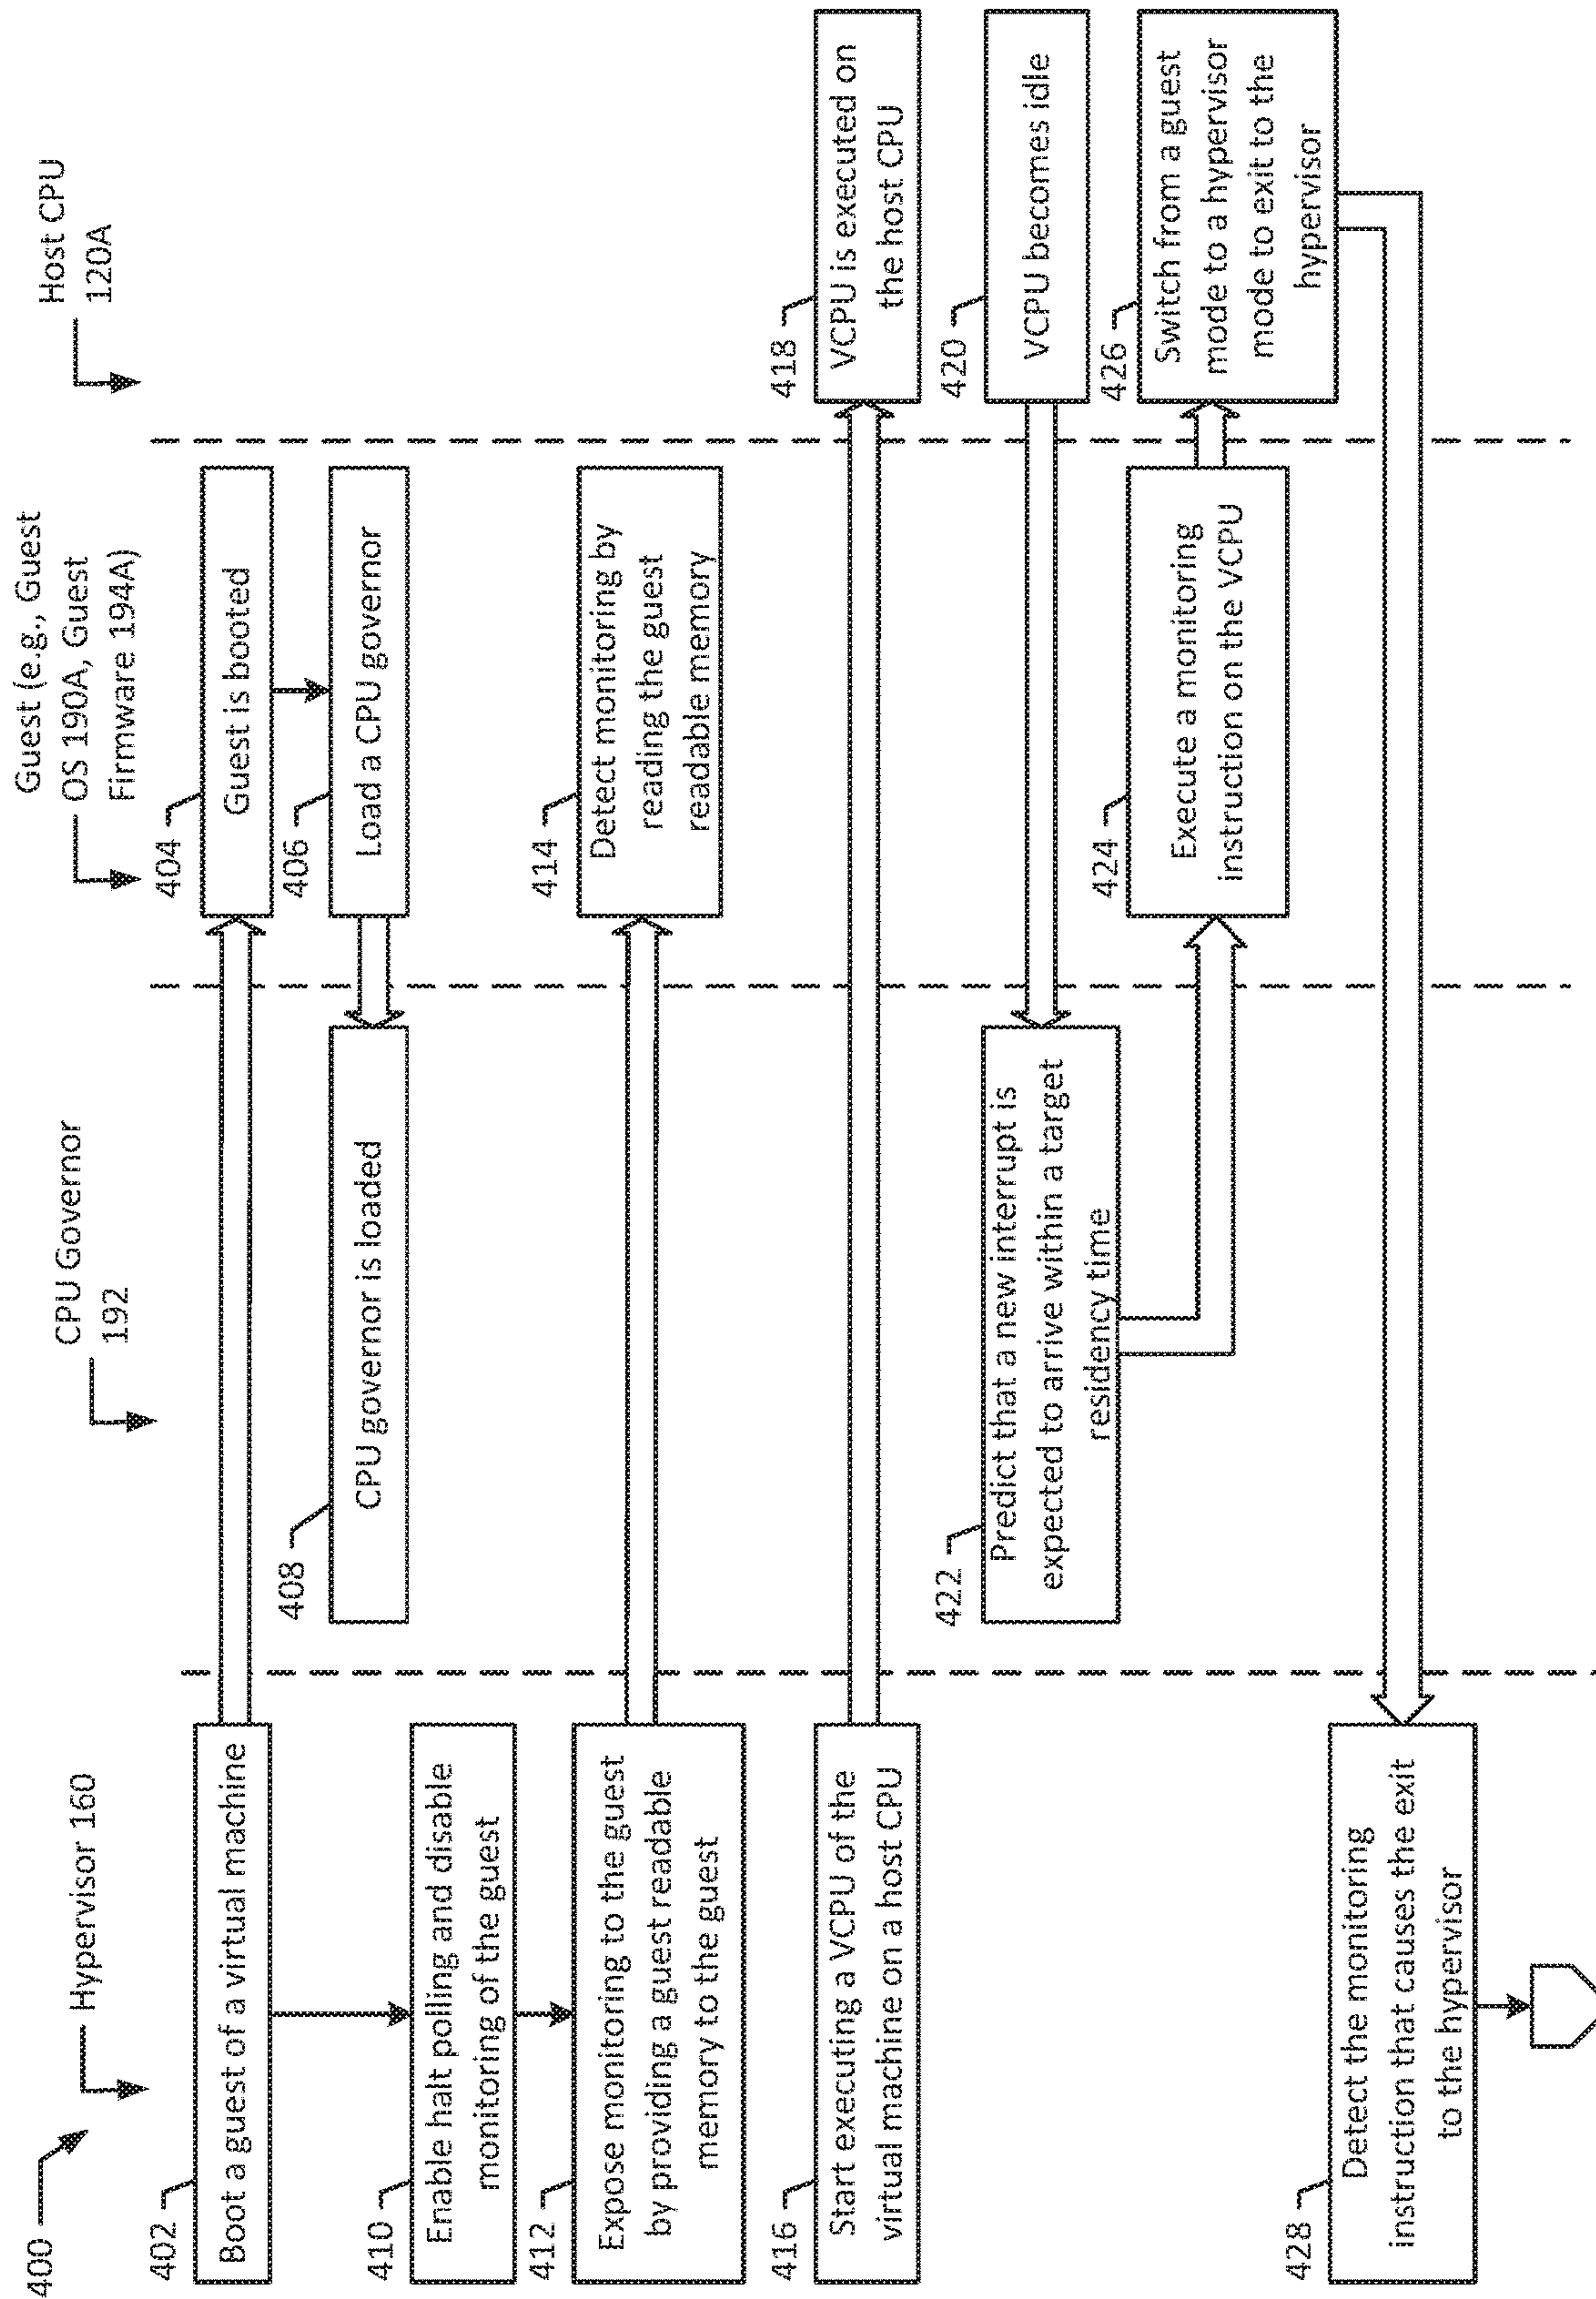 400
Hypervisor 160
CPU Governor
192
Guest (e.g., Guest
OS 190A, Guest
Firmware 194A)
Host CPU
120A
402
Boot a guest of a virtual machine
404
Guest is booted
406
Load a CPU governor
408
CPU governor is loaded
410
Enable halt polling and disable
monitoring of the guest
412
Expose monitoring to the guest
by providing a guest readable
memory to the guest
414
Detect monitoring by
reading the guest
readable memory
416
Start executing a VCPU of the
virtual machine on a host CPU
418
VCPU is executed on
the host CPU
420
VCPU becomes idle
422
Predict that a new interrupt is
expected to arrive within a target
residency time
424
Execute a monitoring
instruction on the VCPU
426
Switch from a guest
mode to a hypervisor
mode to exit to the
hypervisor
428
Detect the monitoring
instruction that causes the exit
to the hypervisor